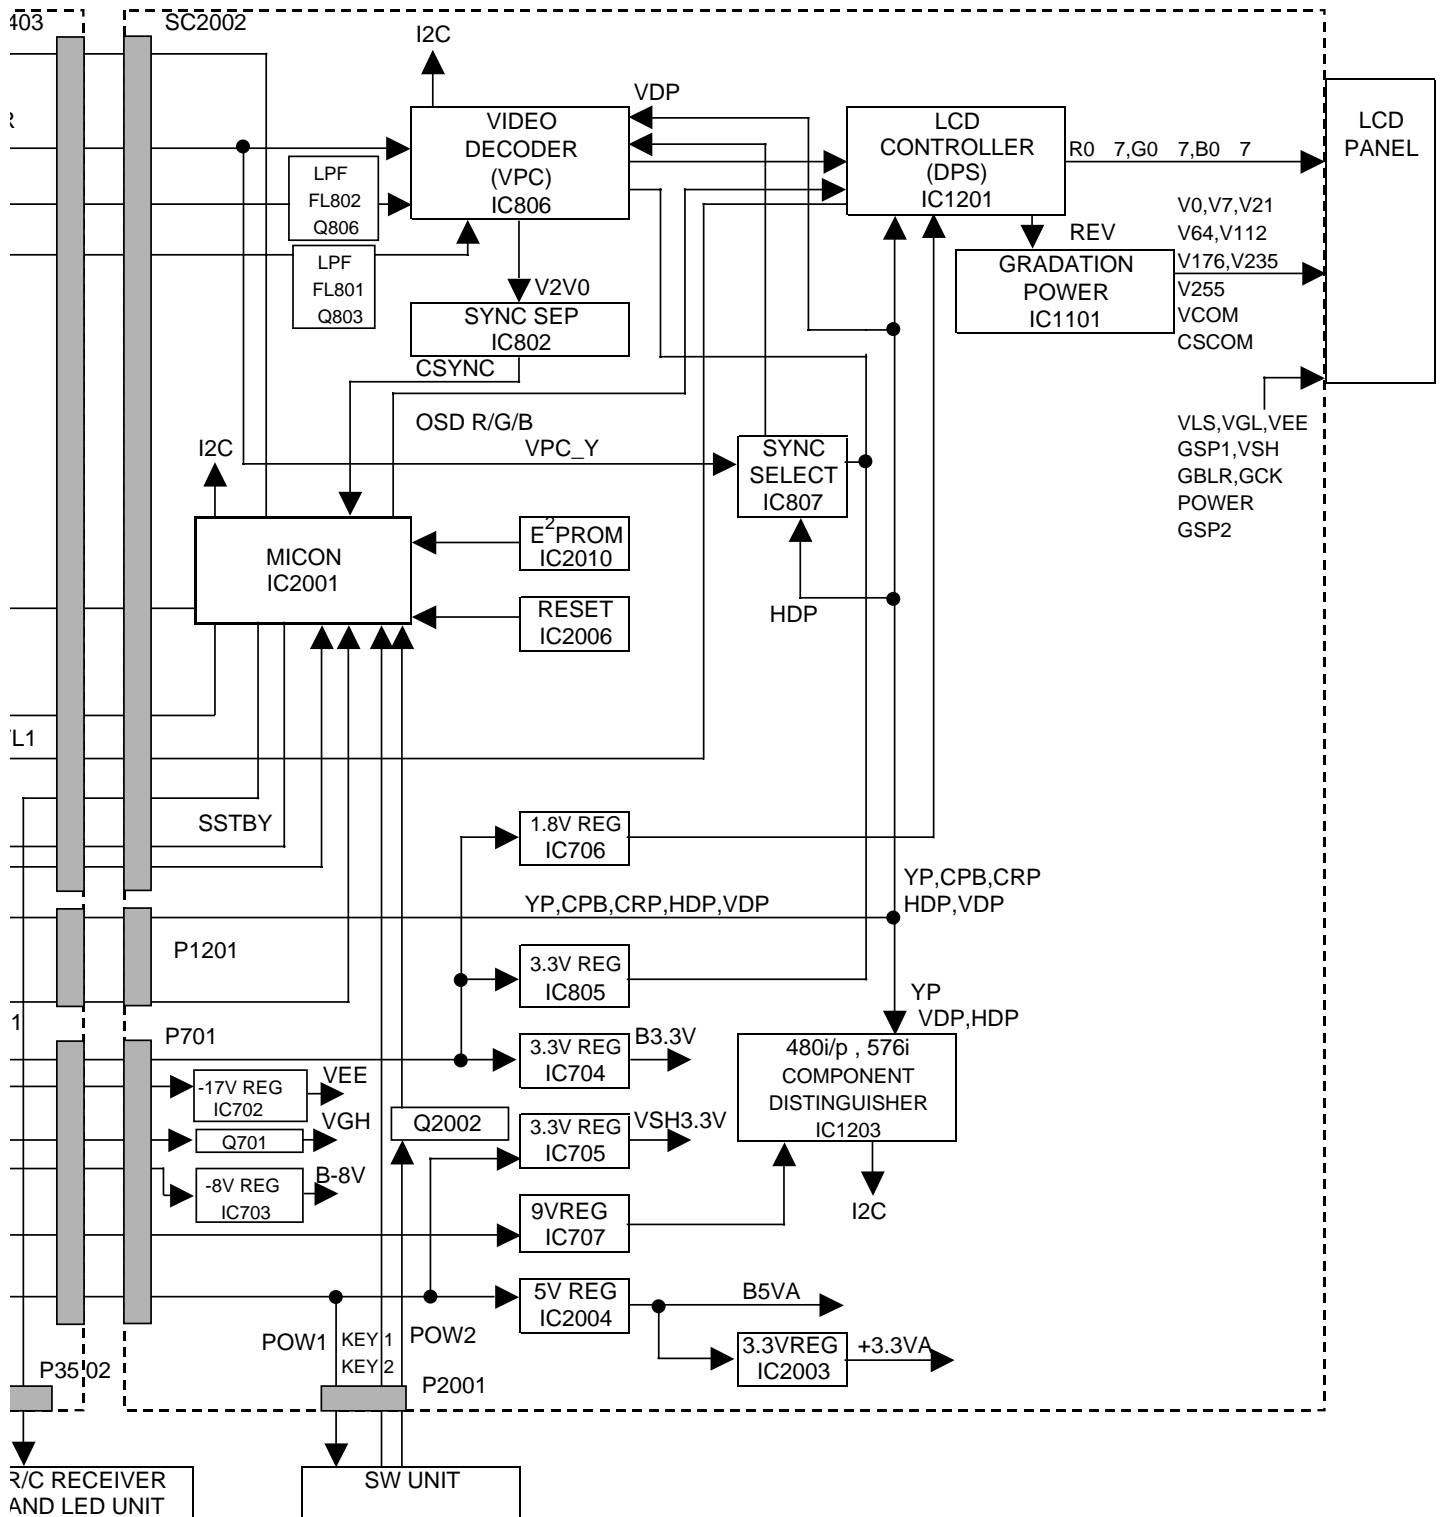 403
SC2002
I2C
VDP
VIDEO
DECODER
(VPC)
IC806
LCD
CONTROLLER
(DPS)
IC1201
R0 7,G0 7,B0 7
LCD
PANEL
LPF
FL802
Q806
LPF
FL801
Q803
V0,V7,V21
V64,V112
V176,V235
V255
VCOM
CSCOM
REV
GRADATION
POWER
IC1101
V2V0
SYNC SEP
IC802
CSYNC
OSD R/G/B
VPC_Y
I2C
SYNC
SELECT
IC807
VLS,VGL,VEE
GSP1,VSH
GBLR,GCK
POWER
GSP2
MICON
IC2001
E2PROM
IC2010
RESET
IC2006
HDP
L1
SSTBY
1.8V REG
IC706
YP,CPB,CRP,HDP,VDP
YP,CPB,CRP
HDP,VDP
P1201
3.3V REG
IC805
YP
VDP,HDP
1
P701
3.3V REG
IC704
B3.3V
480i/p , 576i
COMPONENT
DISTINGUISHER
IC1203
-17V REG
IC702
VEE
Q701
VGH
Q2002
3.3V REG
IC705
VSH3.3V
-8V REG
IC703
B-8V
9VREG
IC707
I2C
5V REG
IC2004
B5VA
POW1
KEY 1
KEY 2
POW2
3.3VREG
IC2003
+3.3VA
P3502
P2001
R/C RECEIVER
AND LED UNIT
SW UNIT